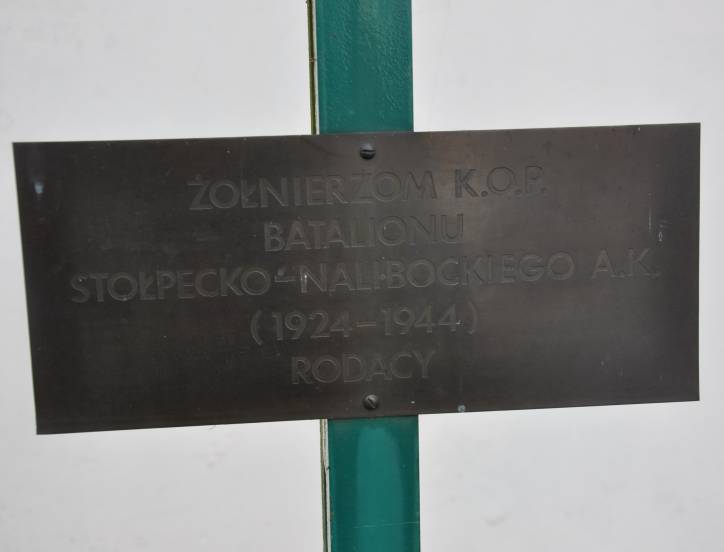 ŻOŁNIERZOM K.O.P.
BATALIONU
STOŁPECKO-NALIBOCKIEGO A.K.
(1924-1944)
RODACY